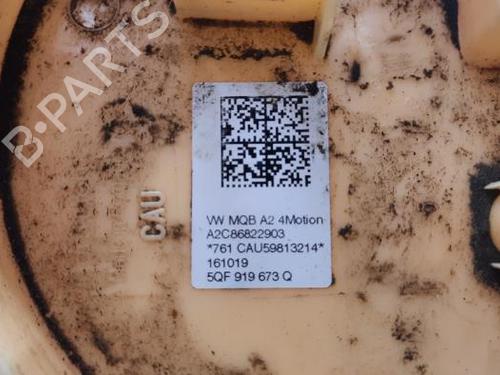 B-PARTS
CAU
VW MQB A2 4Motion
A2C86822903
*761 CAU59813214*
161019
5QF 919 673 Q